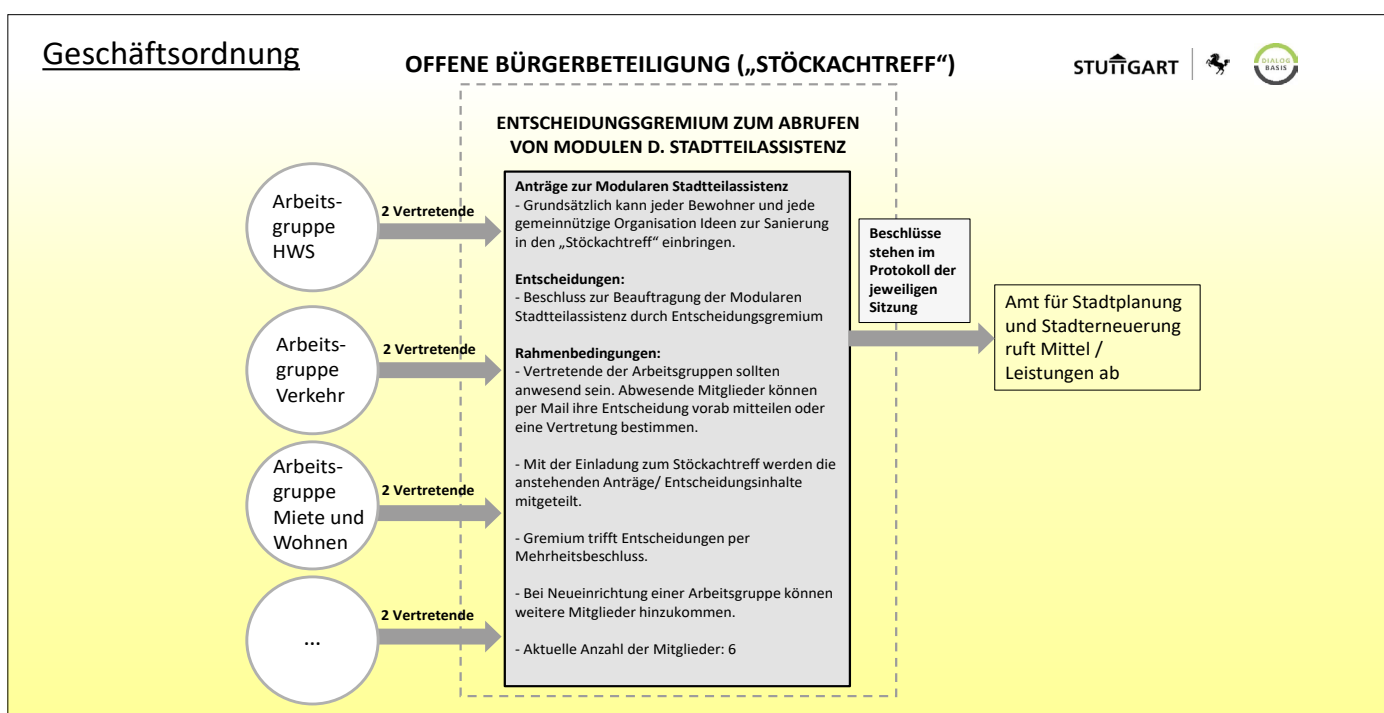 Geschäftsordnung
OFFENE BÜRGERBETEILIGUNG („STÖCKACHTREFF“)
STUTTGART
DIALOG
BASIS
ENTSCHEIDUNGSGREMIUM ZUM ABRUFEN
VON MODULEN D. STADTTEILASSISTENZ
Arbeits-
gruppe
HWS
2 Vertretende
Arbeits-
gruppe
Verkehr
2 Vertretende
Arbeits-
gruppe
Miete und
Wohnen
2 Vertretende
...
2 Vertretende
Anträge zur Modularen Stadtteilassistenz
- Grundsätzlich kann jeder Bewohner und jede
gemeinnützige Organisation Ideen zur Sanierung
in den „Stöckachtreff“ einbringen.
Entscheidungen:
- Beschluss zur Beauftragung der Modularen
Stadtteilassistenz durch Entscheidungsgremium
Rahmenbedingungen:
- Vertretende der Arbeitsgruppen sollten
anwesend sein. Abwesende Mitglieder können
per Mail ihre Entscheidung vorab mitteilen oder
eine Vertretung bestimmen.
- Mit der Einladung zum Stöckachtreff werden die
anstehenden Anträge/ Entscheidungsinhalte
mitgeteilt.
- Gremium trifft Entscheidungen per
Mehrheitsbeschluss.
- Bei Neueinrichtung einer Arbeitsgruppe können
weitere Mitglieder hinzukommen.
- Aktuelle Anzahl der Mitglieder: 6
Beschlüsse
stehen im
Protokoll der
jeweiligen
Sitzung
Amt für Stadtplanung
und Stadterneuerung
ruft Mittel /
Leistungen ab